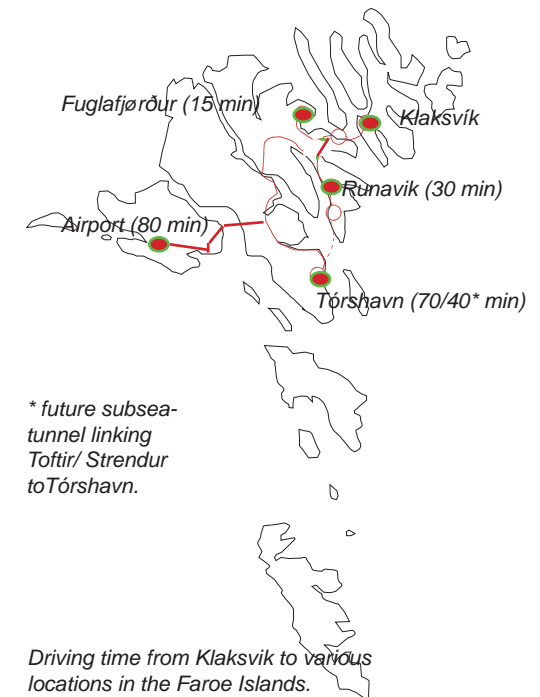 Fuglafjørður (15 min)
Klaksvík
Runavik (30 min)
Airport (80 min)
Tórshavn (70/40* min)
* future subsea-
tunnel linking
Toftir/ Strendur
toTórshavn.
Driving time from Klaksvik to various
locations in the Faroe Islands.